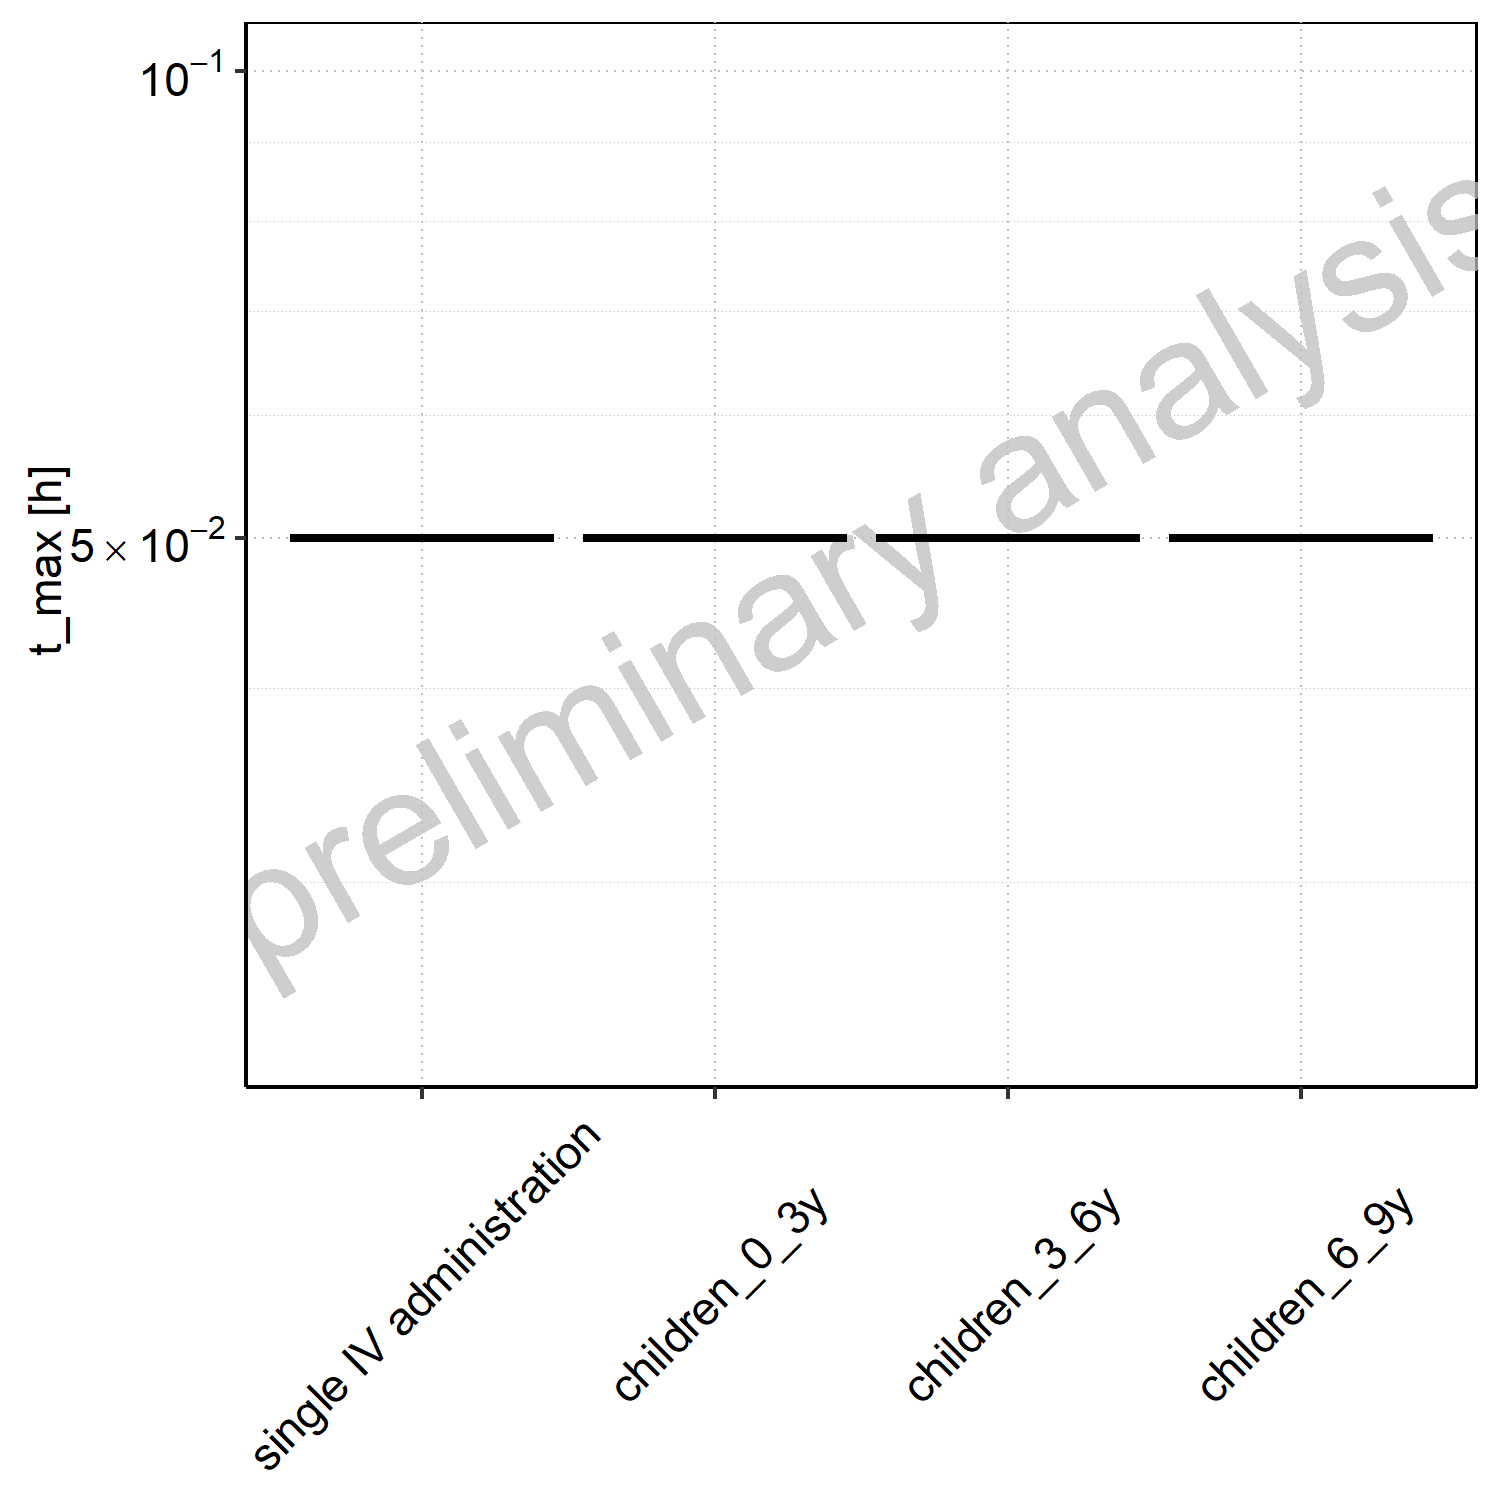 10⁻¹
t_max [h]
5 × 10⁻²
preliminary analysis
single IV administration
children_0_3y
children_3_6y
children_6_9y